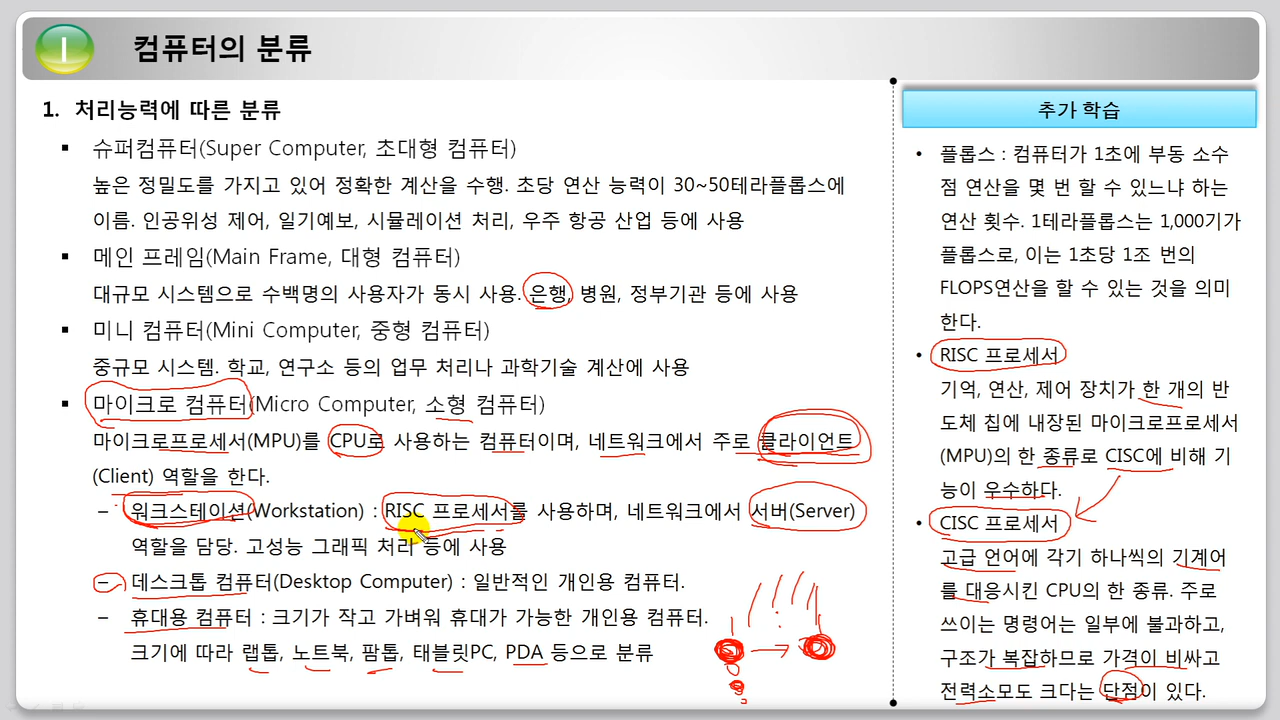 1
컴퓨터의 분류
1. 처리능력에 따른 분류
▪ 슈퍼컴퓨터(Super Computer, 초대형 컴퓨터)
높은 정밀도를 가지고 있어 정확한 계산을 수행. 초당 연산 능력이 30~50테라플롭스에
이름. 인공위성 제어, 일기예보, 시뮬레이션 처리, 우주 항공 산업 등에 사용
▪ 메인 프레임(Main Frame, 대형 컴퓨터)
대규모 시스템으로 수백명의 사용자가 동시 사용. 은행, 병원, 정부기관 등에 사용
▪ 미니 컴퓨터(Mini Computer, 중형 컴퓨터)
중규모 시스템. 학교, 연구소 등의 업무 처리나 과학기술 계산에 사용
▪ 마이크로 컴퓨터(Micro Computer, 소형 컴퓨터)
마이크로프로세서(MPU)를 CPU로 사용하는 컴퓨터이며, 네트워크에서 주로 클라이언트
(Client) 역할을 한다.
– 워크스테이션(Workstation) : RISC 프로세서를 사용하며, 네트워크에서 서버(Server)
역할을 담당. 고성능 그래픽 처리 등에 사용
– 데스크톱 컴퓨터(Desktop Computer) : 일반적인 개인용 컴퓨터.
– 휴대용 컴퓨터 : 크기가 작고 가벼워 휴대가 가능한 개인용 컴퓨터.
크기에 따라 랩톱, 노트북, 팜톱, 태블릿PC, PDA 등으로 분류
추가 학습
• 플롭스 : 컴퓨터가 1초에 부동 소수
점 연산을 몇 번 할 수 있느냐 하는
연산 횟수. 1테라플롭스는 1,000기가
플롭스로, 이는 1초당 1조 번의
FLOPS연산을 할 수 있는 것을 의미
한다.
• RISC 프로세서
기억, 연산, 제어 장치가 한 개의 반
도체 칩에 내장된 마이크로프로세서
(MPU)의 한 종류로 CISC에 비해 기
능이 우수하다.
• CISC 프로세서
고급 언어에 각기 하나씩의 기계어
를 대응시킨 CPU의 한 종류. 주로
쓰이는 명령어는 일부에 불과하고,
구조가 복잡하므로 가격이 비싸고
전력소모도 크다는 단점이 있다.